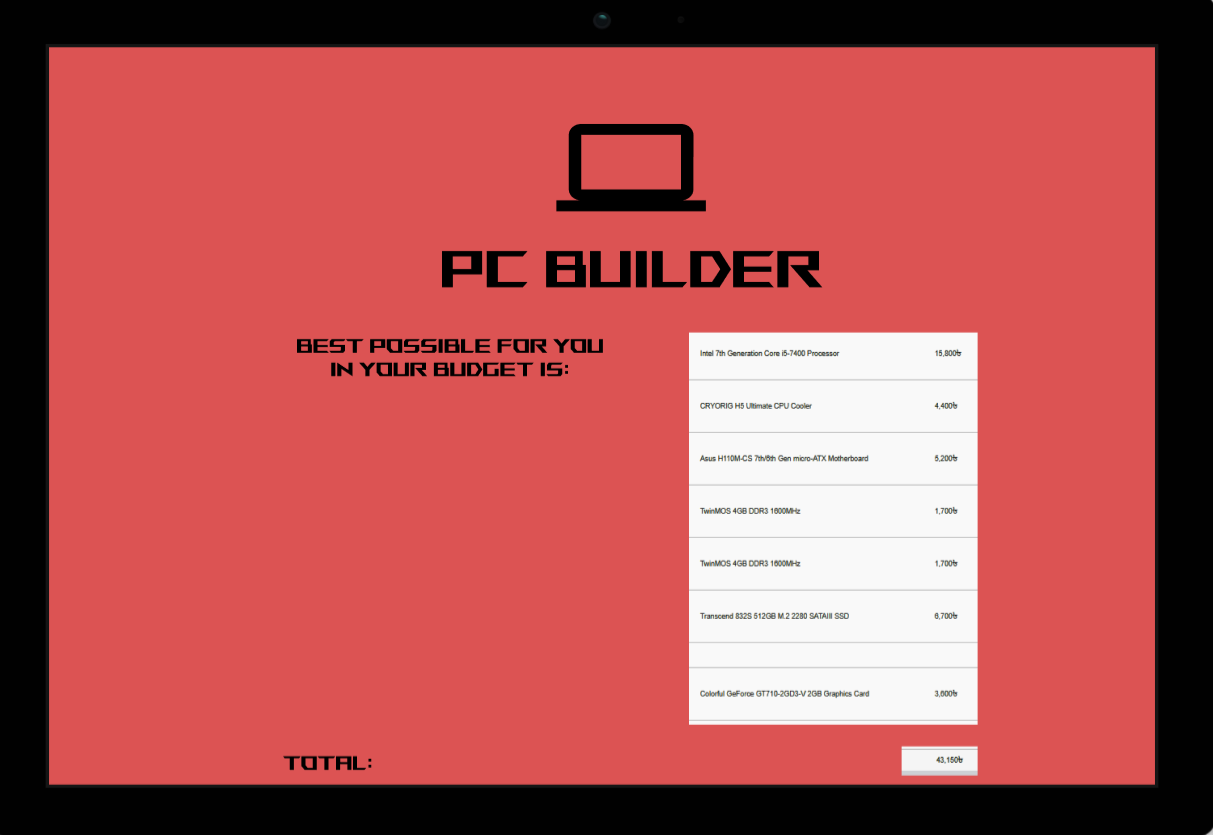 PC BUILDER
BEST POSSIBLE FOR YOU
IN YOUR BUDGET IS:
Intel 7th Generation Core i5-7400 Processor 15,800৳
CRYORIG H5 Ultimate CPU Cooler 4,400৳
Asus H110M-CS 7th/6th Gen micro-ATX Motherboard 5,200৳
TwinMOS 4GB DDR3 1600MHz 1,700৳
TwinMOS 4GB DDR3 1600MHz 1,700৳
Transcend 832S 512GB M.2 2280 SATAIII SSD 6,700৳
Colorful GeForce GT710-2GD3-V 2GB Graphics Card 3,600৳
TOTAL: 43,150৳